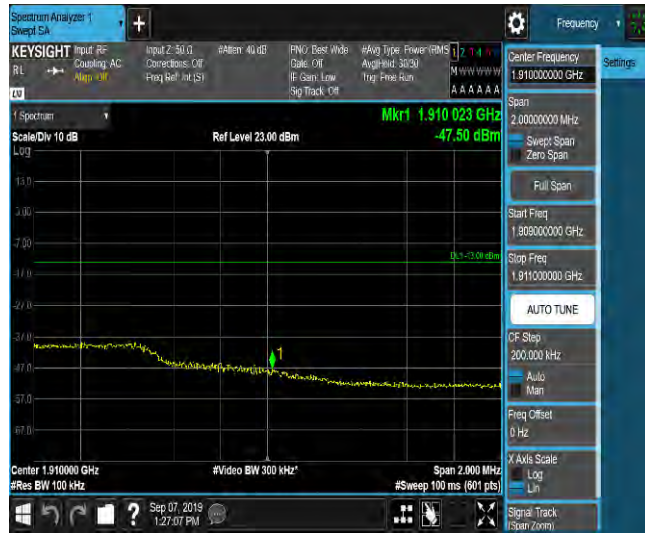 Spectrum Analyzer 1
Swept SA
+
Frequency
KEYSIGHT
Input: RF
Coupling: AC
Align: Off
Input Z: 50 Ω
Corrections: Off
Freq Ref: Int (S)
#Atten: 40 dB
PNO: Best Wide
Gate: Off
IF Gain: Low
Sig Track: Off
#Avg Type: Power (RMS
Avg|Hold: 30/30
Trig: Free Run
M W W W W W
A A A A A A
RL
1 Spectrum
Scale/Div 10 dB
Log
Ref Level 23.00 dBm
Mkr1 1.910 023 GHz
-47.50 dBm
13.0
3.00
-7.00
DL1 -13.00 dBm
-17.0
-27.0
-37.0
-47.0
-57.0
-67.0
1
Center 1.910000 GHz
#Res BW 100 kHz
#Video BW 300 kHz*
Span 2.000 MHz
#Sweep 100 ms (601 pts)
Sep 07, 2019
1:27:07 PM
Settings
Center Frequency
1.910000000 GHz
Span
2.00000000 MHz
Swept Span
Zero Span
Full Span
Start Freq
1.909000000 GHz
Stop Freq
1.911000000 GHz
AUTO TUNE
CF Step
200.000 kHz
Auto
Man
Freq Offset
0 Hz
X Axis Scale
Log
Lin
Signal Track
(Span Zoom)